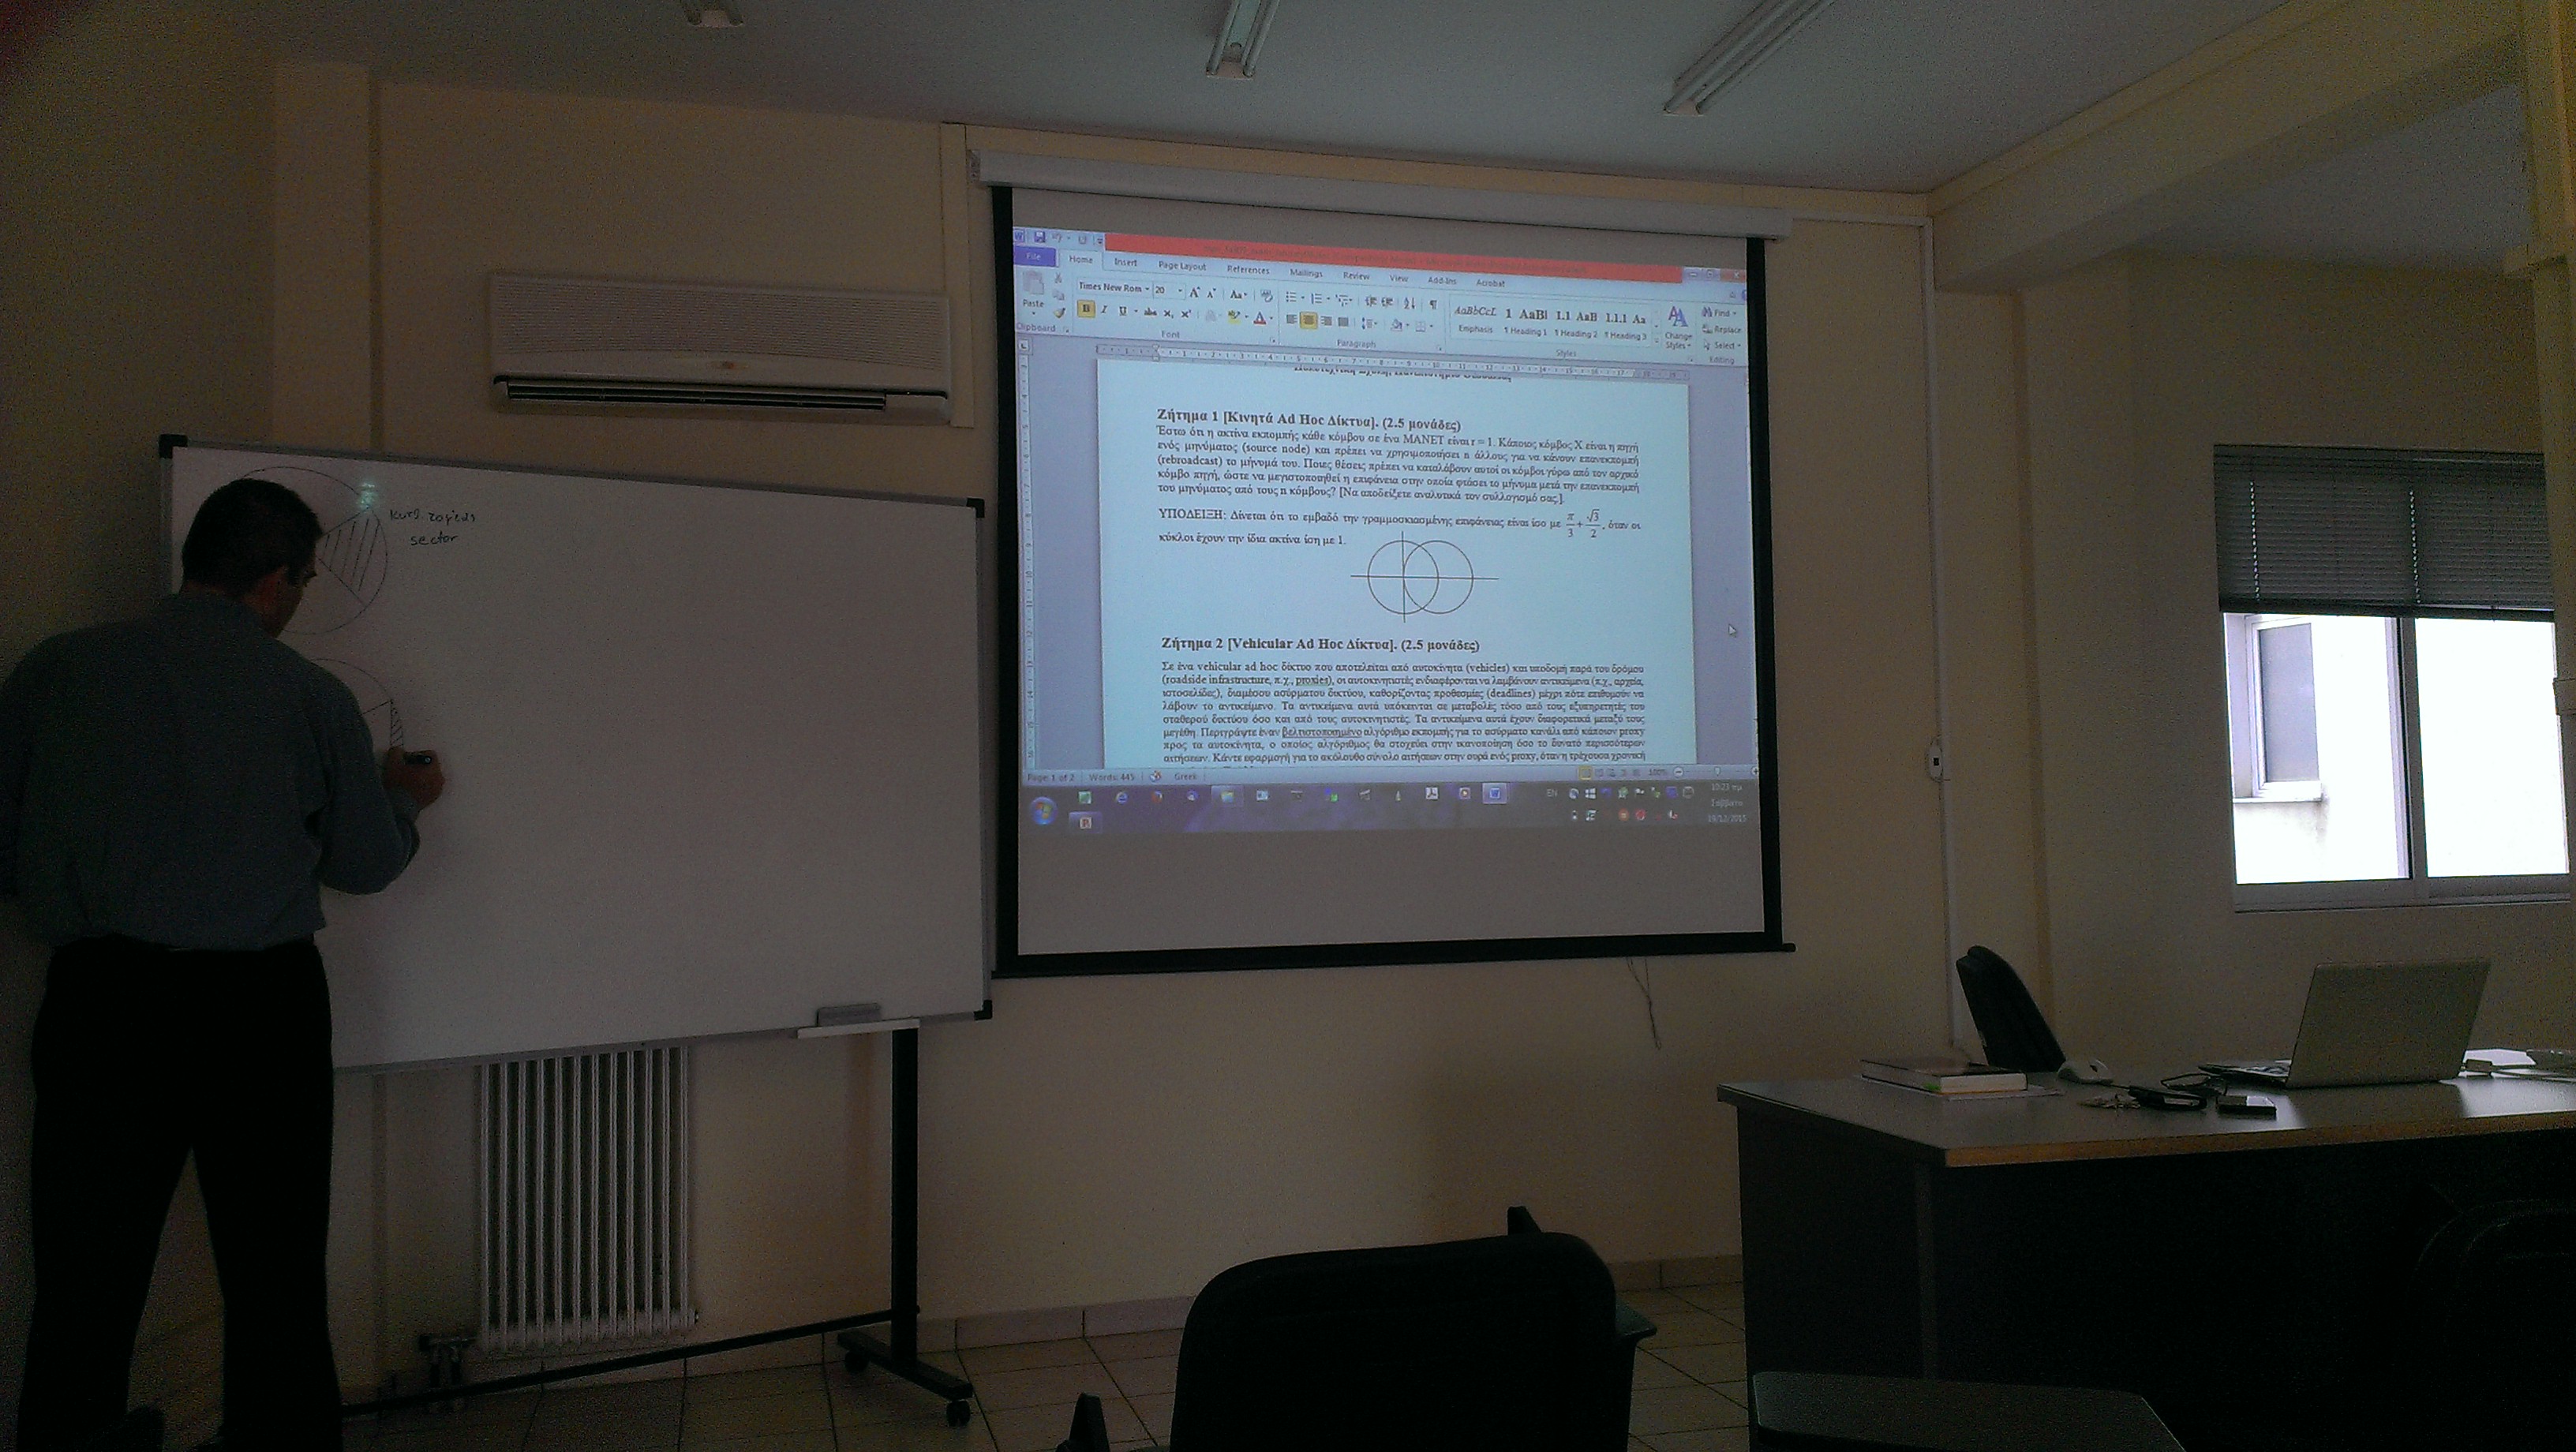 κυκλ. τομέας
sector
File Home Insert Page Layout References Mailings Review View Add-Ins Acrobat
Paste
Times New Rom 20
AaBbCcL 1 AaBl 1.1 AaB 1.1.1 Aa
Emphasis ¶ Heading 1 ¶ Heading 2 ¶ Heading 3
Change Styles
Find
Replace
Select
Clipboard Font Paragraph Styles Editing
Ζήτημα 1 [Κινητά Ad Hoc Δίκτυα]. (2.5 μονάδες)
Έστω ότι η ακτίνα εκπομπής κάθε κόμβου σε ένα MANET είναι r = 1. Κάποιος κόμβος X είναι η πηγή
ενός μηνύματος (source node) και πρέπει να χρησιμοποιήσει n άλλους για να κάνουν επανεκπομπή
(rebroadcast) το μήνυμά του. Ποιες θέσεις πρέπει να καταλάβουν αυτοί οι κόμβοι γύρω από τον αρχικό
κόμβο πηγή, ώστε να μεγιστοποιηθεί η επιφάνεια στην οποία φτάσει το μήνυμα μετά την επανεκπομπή
του μηνύματος από τους n κόμβους? [Να αποδείξετε αναλυτικά τον συλλογισμό σας.].
ΥΠΟΔΕΙΞΗ: Δίνεται ότι το εμβαδό την γραμμοσκιασμένης επιφάνειας είναι ίσο με π/3 + √3/2, όταν οι
κύκλοι έχουν την ίδια ακτίνα ίση με 1.
Ζήτημα 2 [Vehicular Ad Hoc Δίκτυα]. (2.5 μονάδες)
Σε ένα vehicular ad hoc δίκτυο που αποτελείται από αυτοκίνητα (vehicles) και υποδομή παρά του δρόμου
(roadside infrastructure, π.χ., proxies), οι αυτοκινητιστές ενδιαφέρονται να λαμβάνουν αντικείμενα (π.χ., αρχεία,
ιστοσελίδες), διαμέσου ασύρματου δικτύου, καθορίζοντας προθεσμίες (deadlines) μέχρι πότε επιθυμούν να
λάβουν το αντικείμενο. Τα αντικείμενα αυτά υπόκεινται σε μεταβολές τόσο από τους εξυπηρετητές του
σταθερού δικτύου όσο και από τους αυτοκινητιστές. Τα αντικείμενα αυτά έχουν διαφορετικά μεταξύ τους
μεγέθη. Περιγράψτε έναν βελτιστοποιημένο αλγόριθμο εκπομπής για το ασύρματο κανάλι από κάποιον proxy
προς τα αυτοκίνητα, ο οποίος αλγόριθμος θα στοχεύει στην ικανοποίηση όσο το δυνατό περισσοτέρων
αιτήσεων. Κάντε εφαρμογή για το ακόλουθο σύνολο αιτήσεων στην ουρά ενός proxy, όταν η τρέχουσα χρονική
Page: 1 of 2 Words: 445 Greek 100%
EN
10:23 πμ
Σάββατο